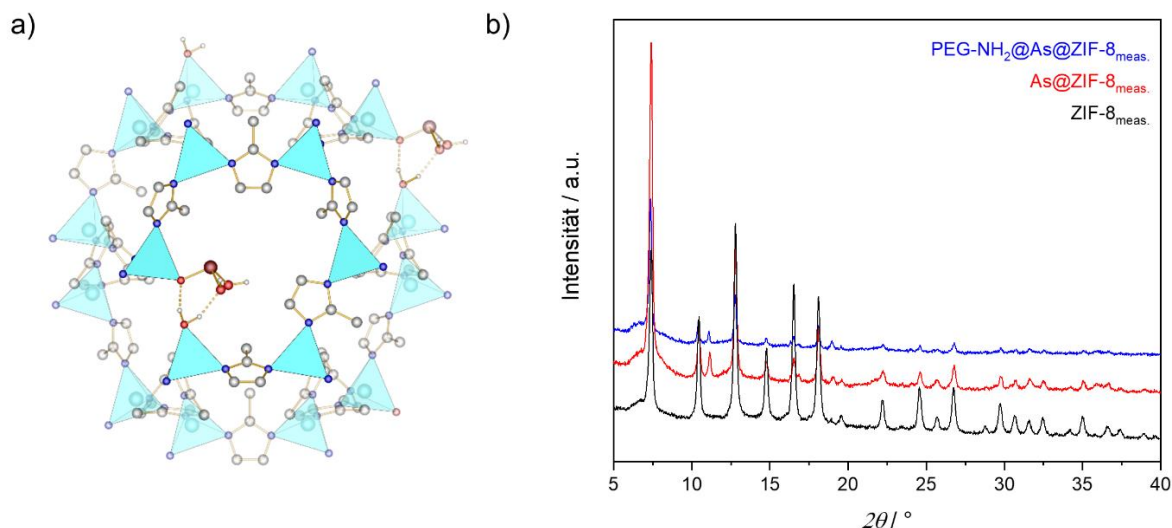 a)
b)
PEG-NH₂@As@ZIF-8meas.
As@ZIF-8meas.
ZIF-8meas.
Intensität / a.u.
5 10 15 20 25 30 35 40
2θ / °